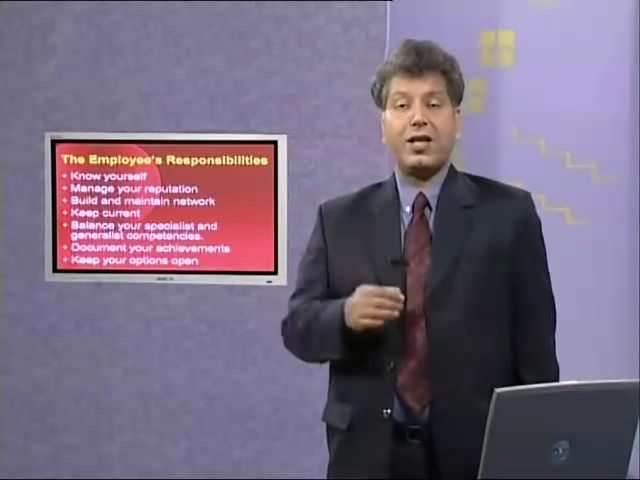 The Employee's Responsibilities
+ Know yourself
+ Manage your reputation
+ Build and maintain network
+ Keep current
+ Balance your specialist and
generalist competencies.
+ Document your achievements
+ Keep your options open